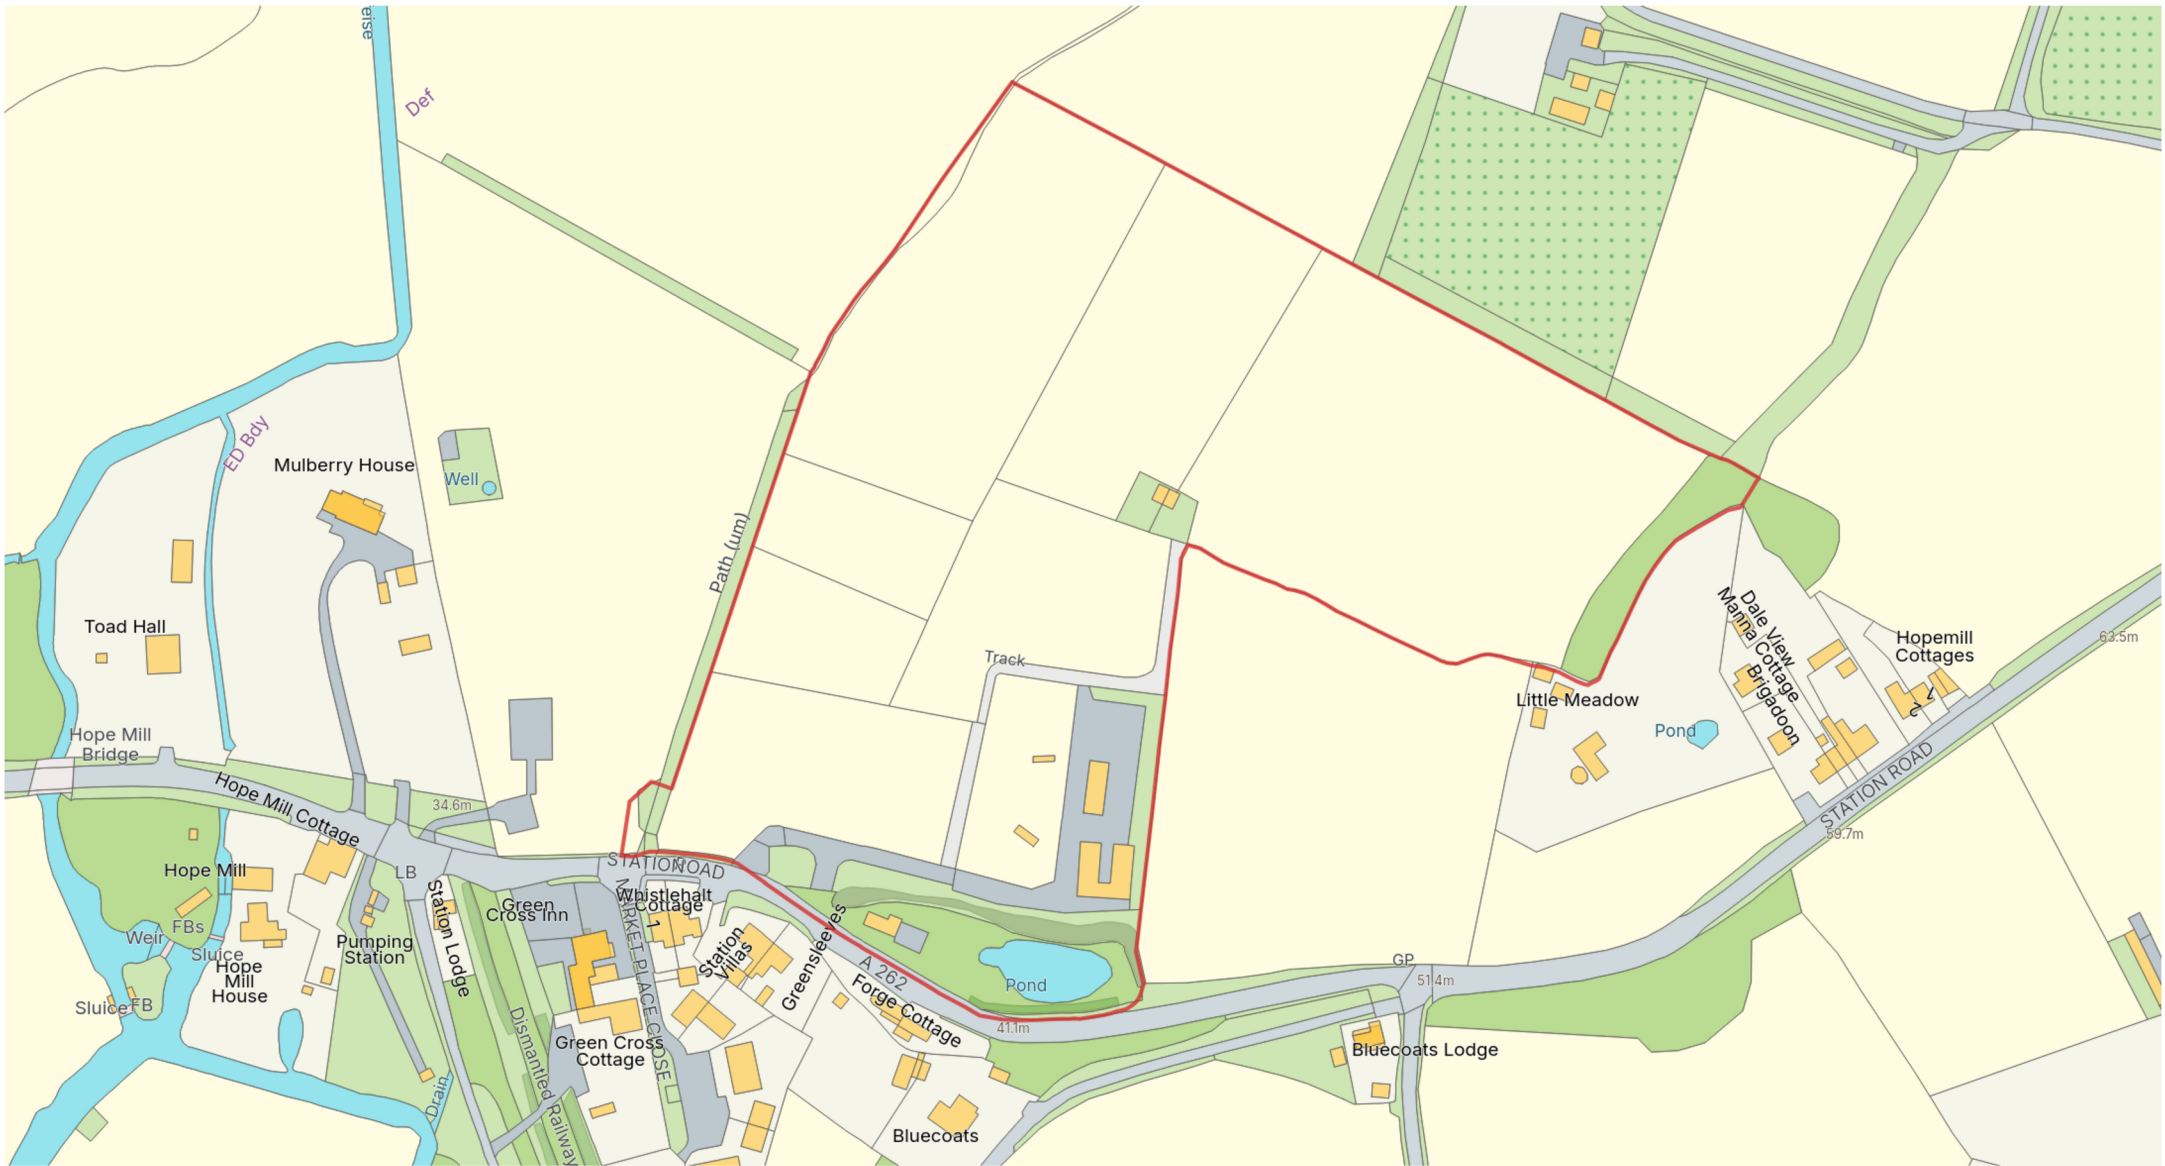 eise
Def
ED Bdy
Mulberry House
Well
Path (um)
Toad Hall
Track
Little Meadow
Pond
Manna Cottage
Dale View
Brigadoon
Hopemill
Cottages
1
2
63.5m
STATION ROAD
59.7m
Hope Mill
Bridge
Hope Mill Cottage
34.6m
LB
STATION ROAD
Hope Mill
Green
Cross Inn
Whistlehalt
Cottage
1
MARKET PLACE CLOSE
Station Lodge
Station
Villas
Greensleeves
FBs
Weir
Sluice
Pumping
Station
Hope
Mill
House
Sluice
FB
A 262
Forge Cottage
Pond
41.1m
GP
51.4m
Dismantled Railway
Green Cross
Cottage
Drain
Bluecoats Lodge
Bluecoats